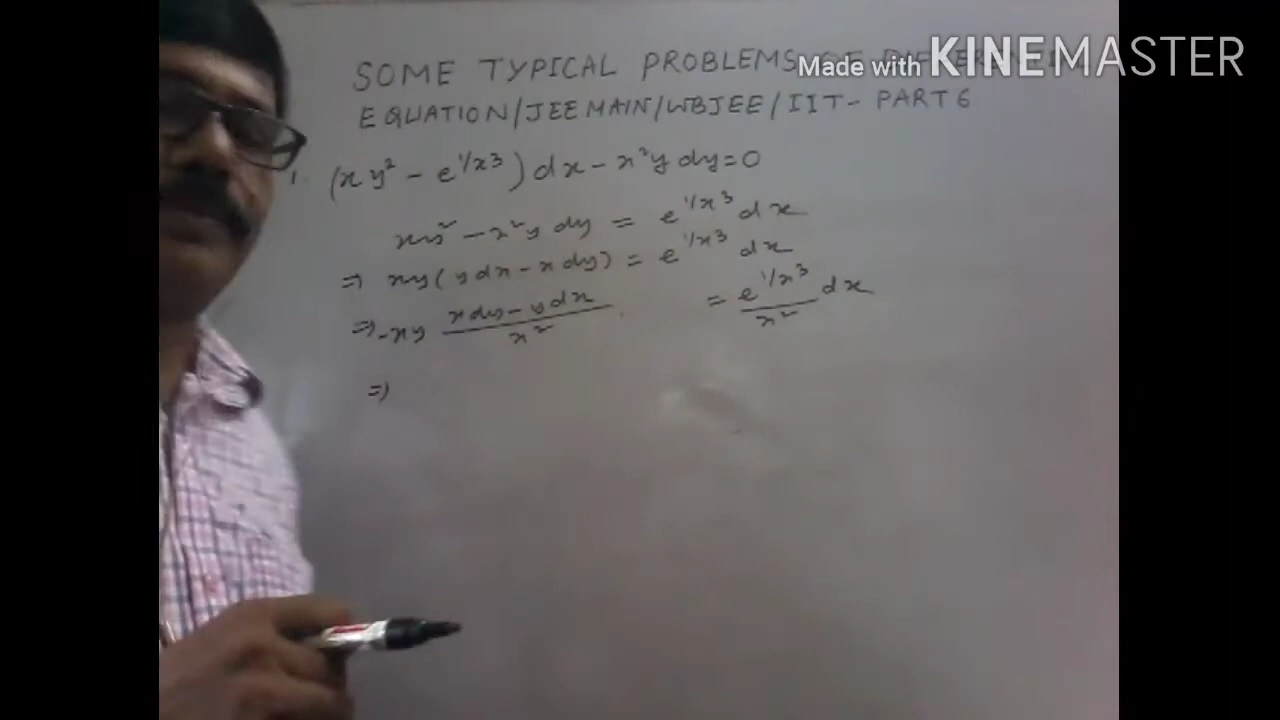 Made with KINEMASTER
SOME TYPICAL PROBLEMS
EQUATION/JEE MAIN/WBJEE/IIT- PART 6
1. (xy² - e^{1/x³}) dx - x²y dy = 0
xy² - x²y dy = e^{1/x³} dx
⇒ xy(y dx - x dy) = e^{1/x³} dx
⇒ -xy (x dy - y dx)/x² = e^{1/x³}/x² dx
⇒